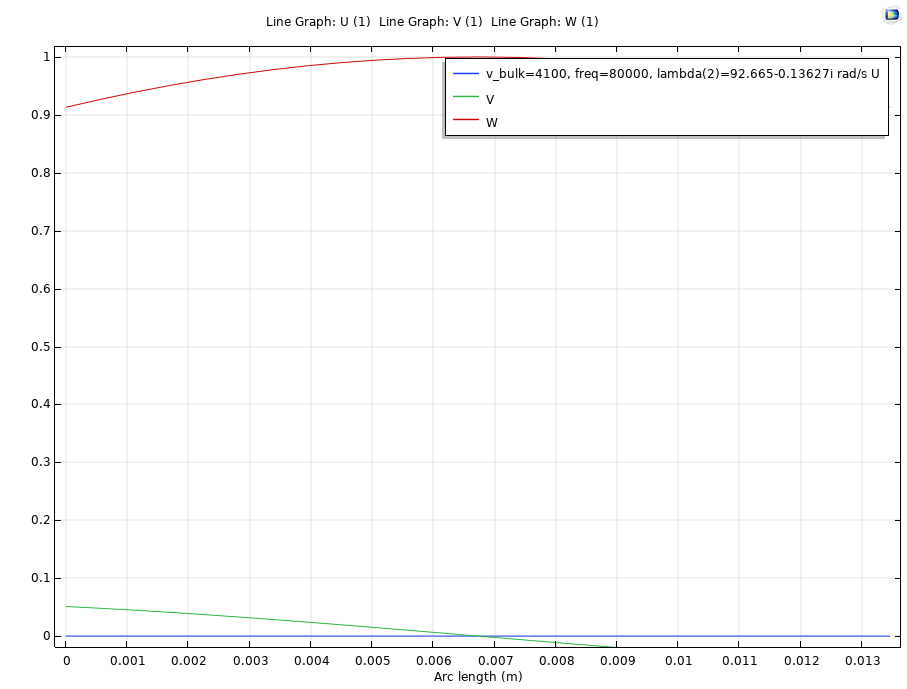 Line Graph: U (1) Line Graph: V (1) Line Graph: W (1)
1
0.9
0.8
0.7
0.6
0.5
0.4
0.3
0.2
0.1
0
v_bulk=4100, freq=80000, lambda(2)=92.665-0.13627i rad/s U
V
W
0 0.001 0.002 0.003 0.004 0.005 0.006 0.007 0.008 0.009 0.01 0.011 0.012 0.013
Arc length (m)